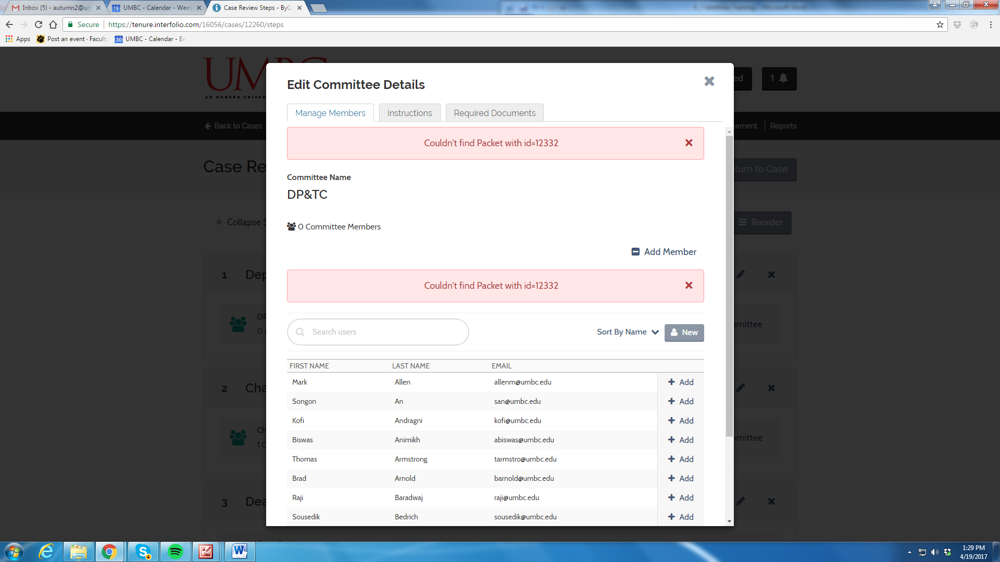 Inbox (5) - autumn2@um
UMBC - Calendar - Week
Case Review Steps - ByC
Secure https://tenure.interfolio.com/16056/cases/12260/steps
Apps Post an event · Faculty UMBC - Calendar - Ev
UM
AN HONORS UNIVER
ed
1
Back to Cases
ement Reports
Case Re
turn to Case
Collapse S
Reorder
Edit Committee Details
Manage Members Instructions Required Documents
Couldn't find Packet with id=12332
Committee Name
DP&TC
0 Committee Members
Add Member
Couldn't find Packet with id=12332
Search users
Sort By Name New
FIRST NAME LAST NAME EMAIL
Mark Allen allenm@umbc.edu Add
Songon An san@umbc.edu Add
Kofi Andragni kofi@umbc.edu Add
Biswas Animikh abiswas@umbc.edu Add
Thomas Armstrong tarmstro@umbc.edu Add
Brad Arnold barnold@umbc.edu Add
Raji Baradwaj raji@umbc.edu Add
Sousedik Bedrich sousedik@umbc.edu Add
1 Dep
DP
0
mmittee
2 Cha
Ch
1 C
mmittee
3 Dea
4
1:29 PM
4/19/2017